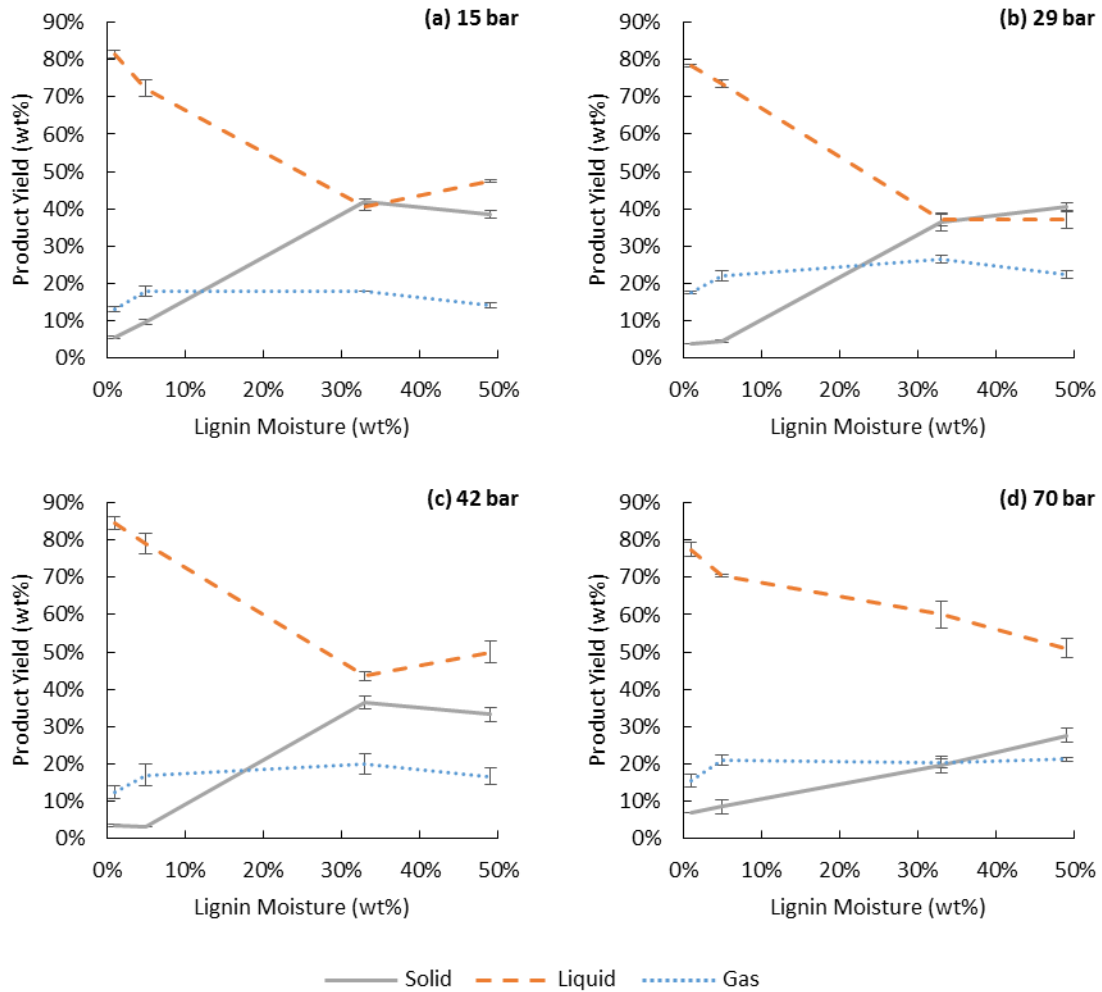 (a) 15 bar
90%
80%
70%
60%
50%
40%
30%
20%
10%
0%
Product Yield (wt%)
0% 10% 20% 30% 40% 50%
Lignin Moisture (wt%)
(b) 29 bar
90%
80%
70%
60%
50%
40%
30%
20%
10%
0%
Product Yield (wt%)
0% 10% 20% 30% 40% 50%
Lignin Moisture (wt%)
(c) 42 bar
90%
80%
70%
60%
50%
40%
30%
20%
10%
0%
Product Yield (wt%)
0% 10% 20% 30% 40% 50%
Lignin Moisture (wt%)
(d) 70 bar
90%
80%
70%
60%
50%
40%
30%
20%
10%
0%
Product Yield (wt%)
0% 10% 20% 30% 40% 50%
Lignin Moisture (wt%)
Solid Liquid Gas